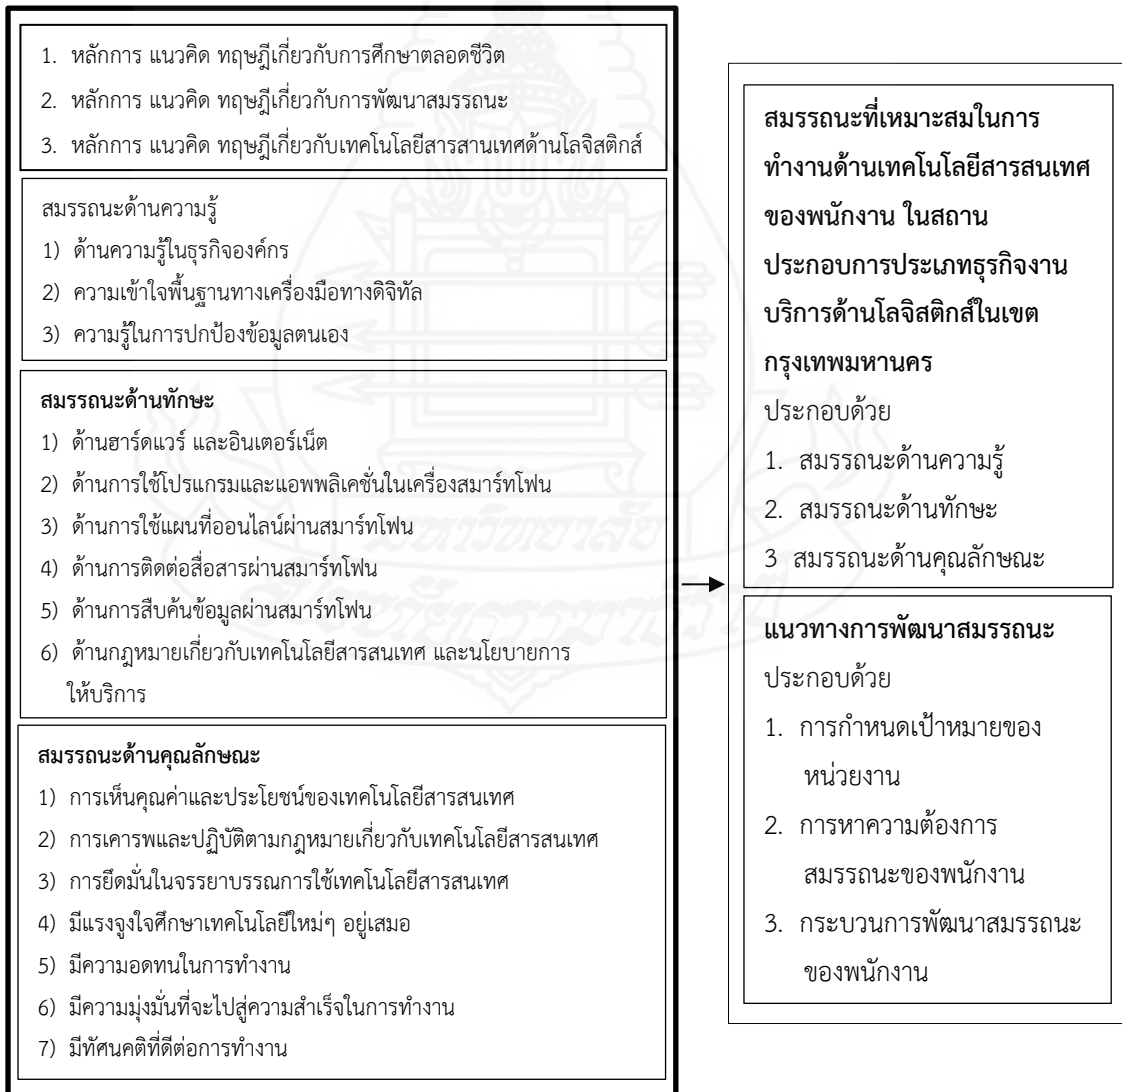 1. หลักการ แนวคิด ทฤษฎีเกี่ยวกับการศึกษาตลอดชีวิต
2. หลักการ แนวคิด ทฤษฎีเกี่ยวกับการพัฒนาสมรรถนะ
3. หลักการ แนวคิด ทฤษฎีเกี่ยวกับเทคโนโลยีสารสานเทศด้านโลจิสติกส์
สมรรถนะด้านความรู้
1) ด้านความรู้ในธุรกิจองค์กร
2) ความเข้าใจพื้นฐานทางเครื่องมือทางดิจิทัล
3) ความรู้ในการปกป้องข้อมูลตนเอง
สมรรถนะด้านทักษะ
1) ด้านฮาร์ดแวร์ และอินเตอร์เน็ต
2) ด้านการใช้โปรแกรมและแอพพลิเคชั่นในเครื่องสมาร์ทโฟน
3) ด้านการใช้แผนที่ออนไลน์ผ่านสมาร์ทโฟน
4) ด้านการติดต่อสื่อสารผ่านสมาร์ทโฟน
5) ด้านการสืบค้นข้อมูลผ่านสมาร์ทโฟน
6) ด้านกฎหมายเกี่ยวกับเทคโนโลยีสารสนเทศ และนโยบายการ
ให้บริการ
สมรรถนะด้านคุณลักษณะ
1) การเห็นคุณค่าและประโยชน์ของเทคโนโลยีสารสนเทศ
2) การเคารพและปฏิบัติตามกฎหมายเกี่ยวกับเทคโนโลยีสารสนเทศ
3) การยึดมั่นในจรรยาบรรณการใช้เทคโนโลยีสารสนเทศ
4) มีแรงจูงใจศึกษาเทคโนโลยีใหม่ๆ อยู่เสมอ
5) มีความอดทนในการทำงาน
6) มีความมุ่งมั่นที่จะไปสู่ความสำเร็จในการทำงาน
7) มีทัศนคติที่ดีต่อการทำงาน
สมรรถนะที่เหมาะสมในการ
ทำงานด้านเทคโนโลยีสารสนเทศ
ของพนักงาน ในสถาน
ประกอบการประเภทธุรกิจงาน
บริการด้านโลจิสติกส์ในเขต
กรุงเทพมหานคร
ประกอบด้วย
1. สมรรถนะด้านความรู้
2. สมรรถนะด้านทักษะ
3 สมรรถนะด้านคุณลักษณะ
แนวทางการพัฒนาสมรรถนะ
ประกอบด้วย
1. การกำหนดเป้าหมายของ
หน่วยงาน
2. การหาความต้องการ
สมรรถนะของพนักงาน
3. กระบวนการพัฒนาสมรรถนะ
ของพนักงาน